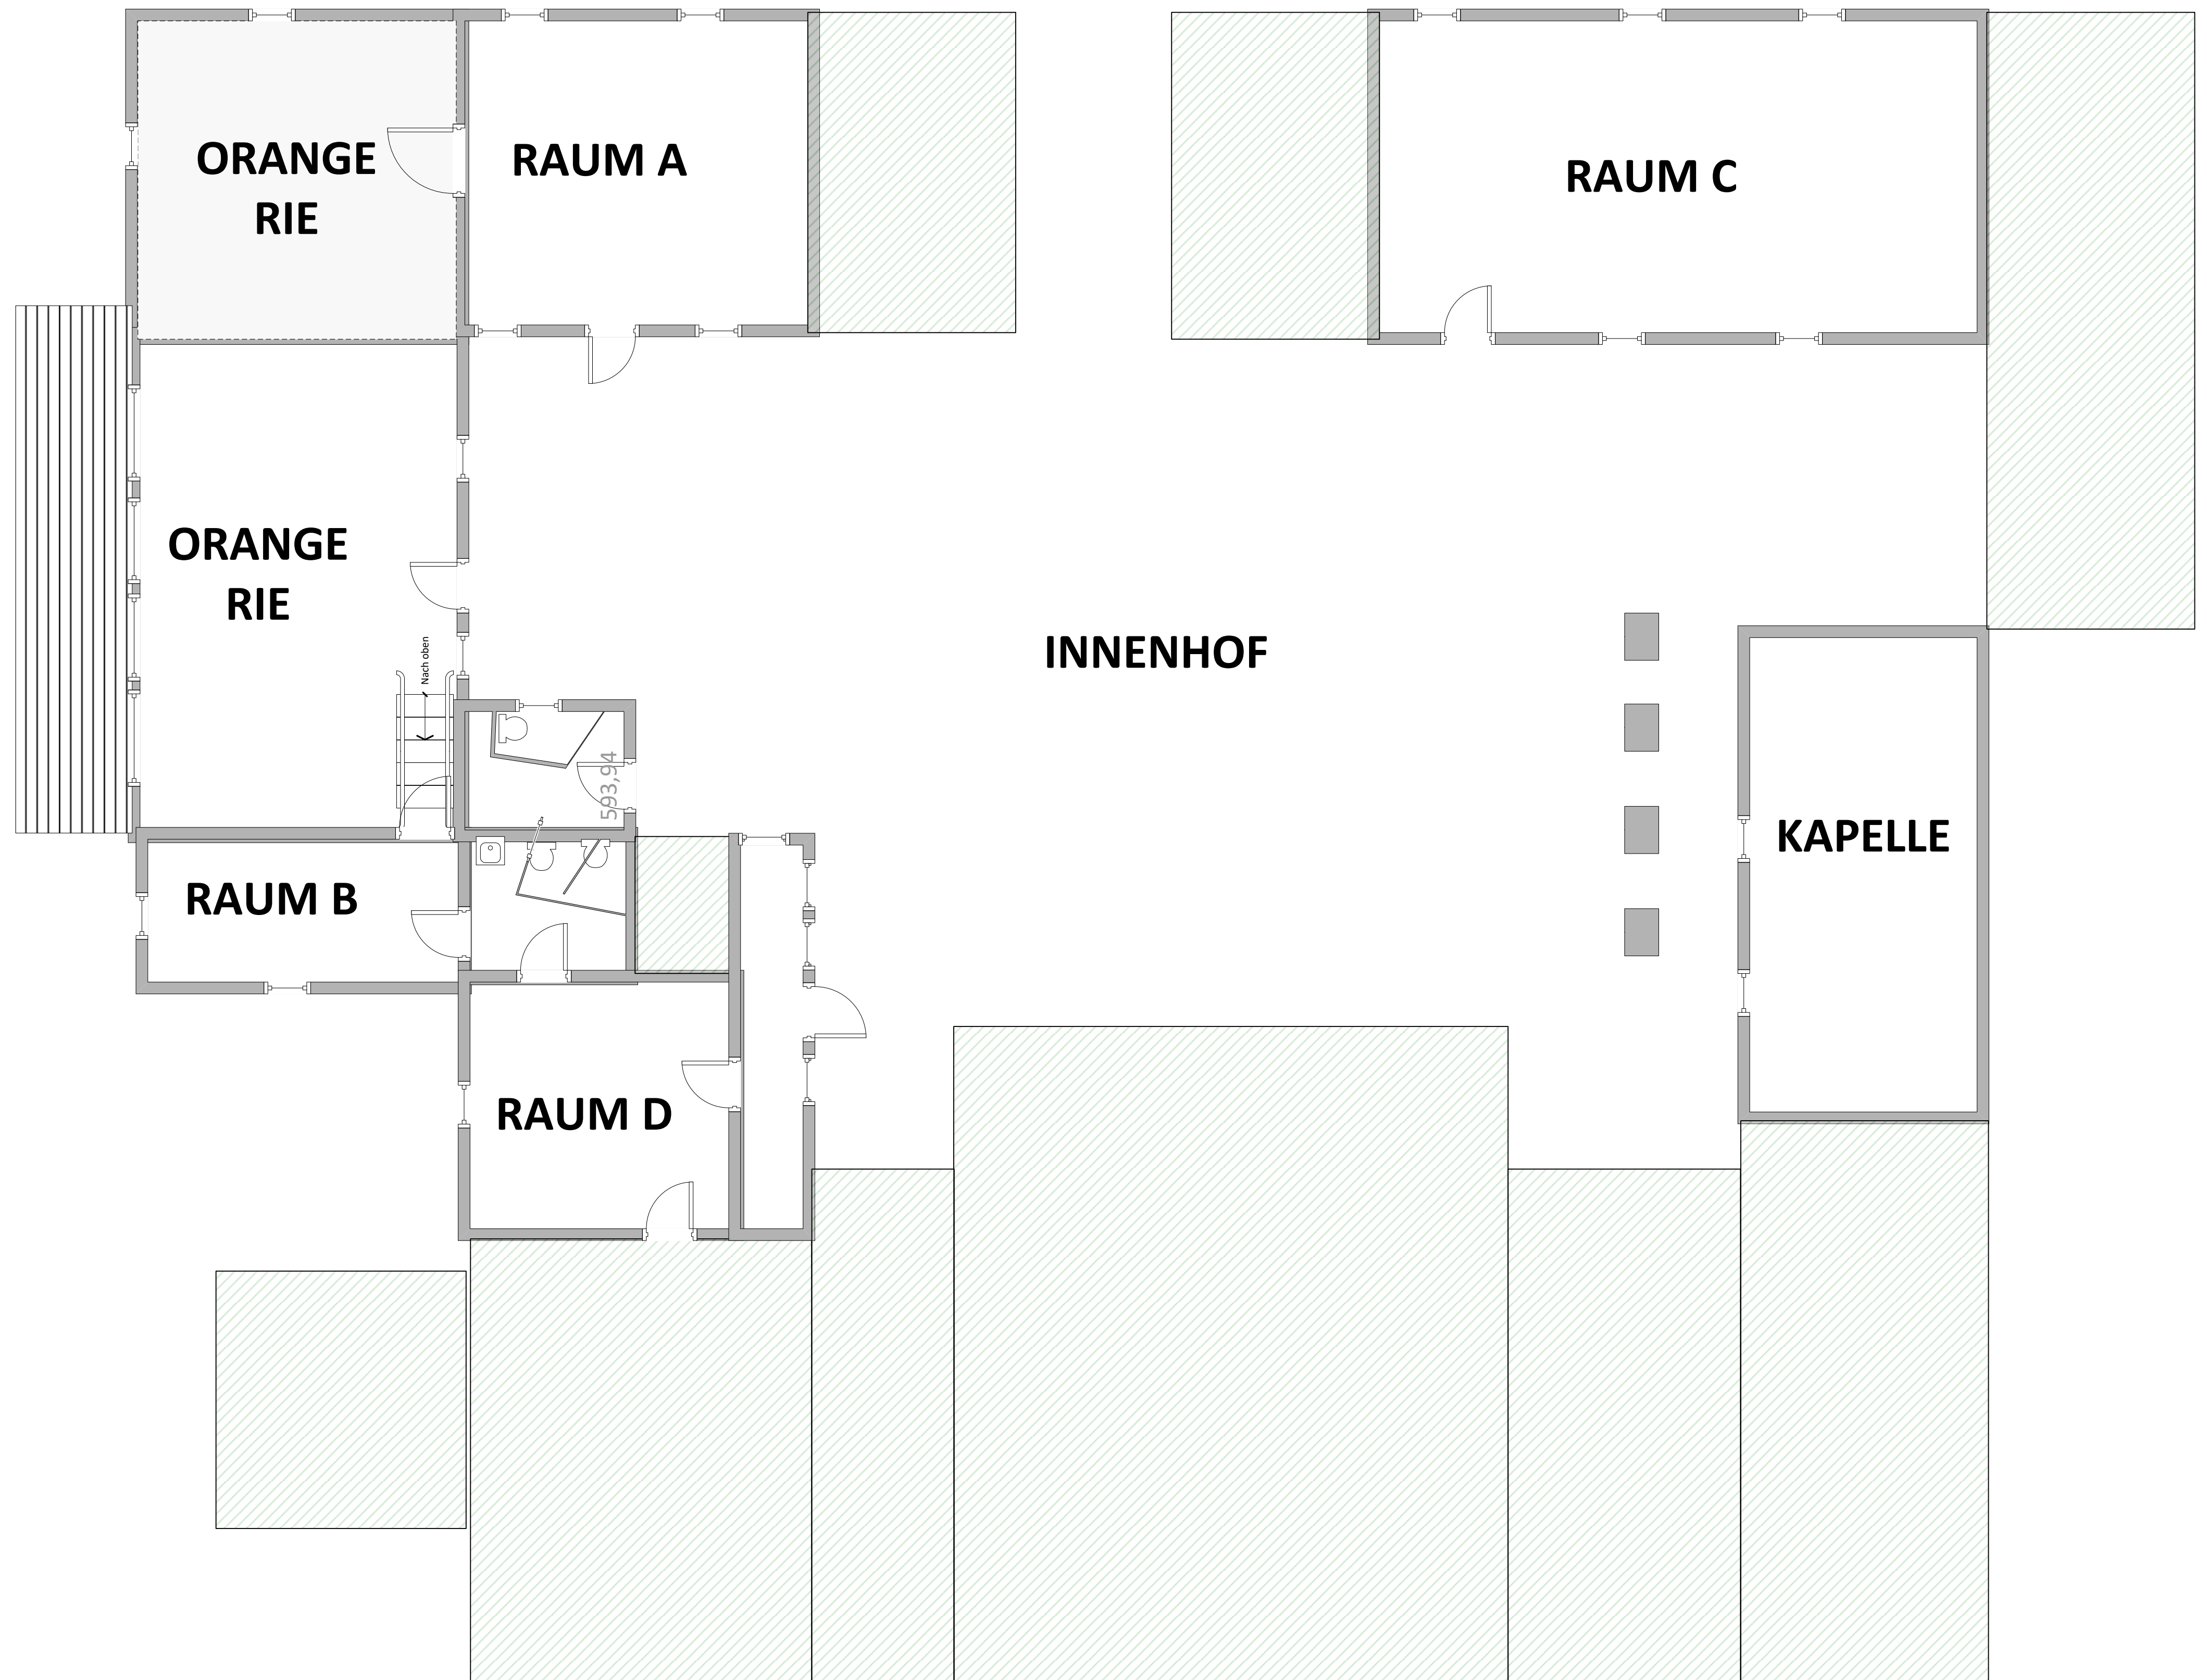 ORANGE
RIE
RAUM A
RAUM C
ORANGE
RIE
Nach oben
INNENHOF
593,94
KAPELLE
RAUM B
RAUM D